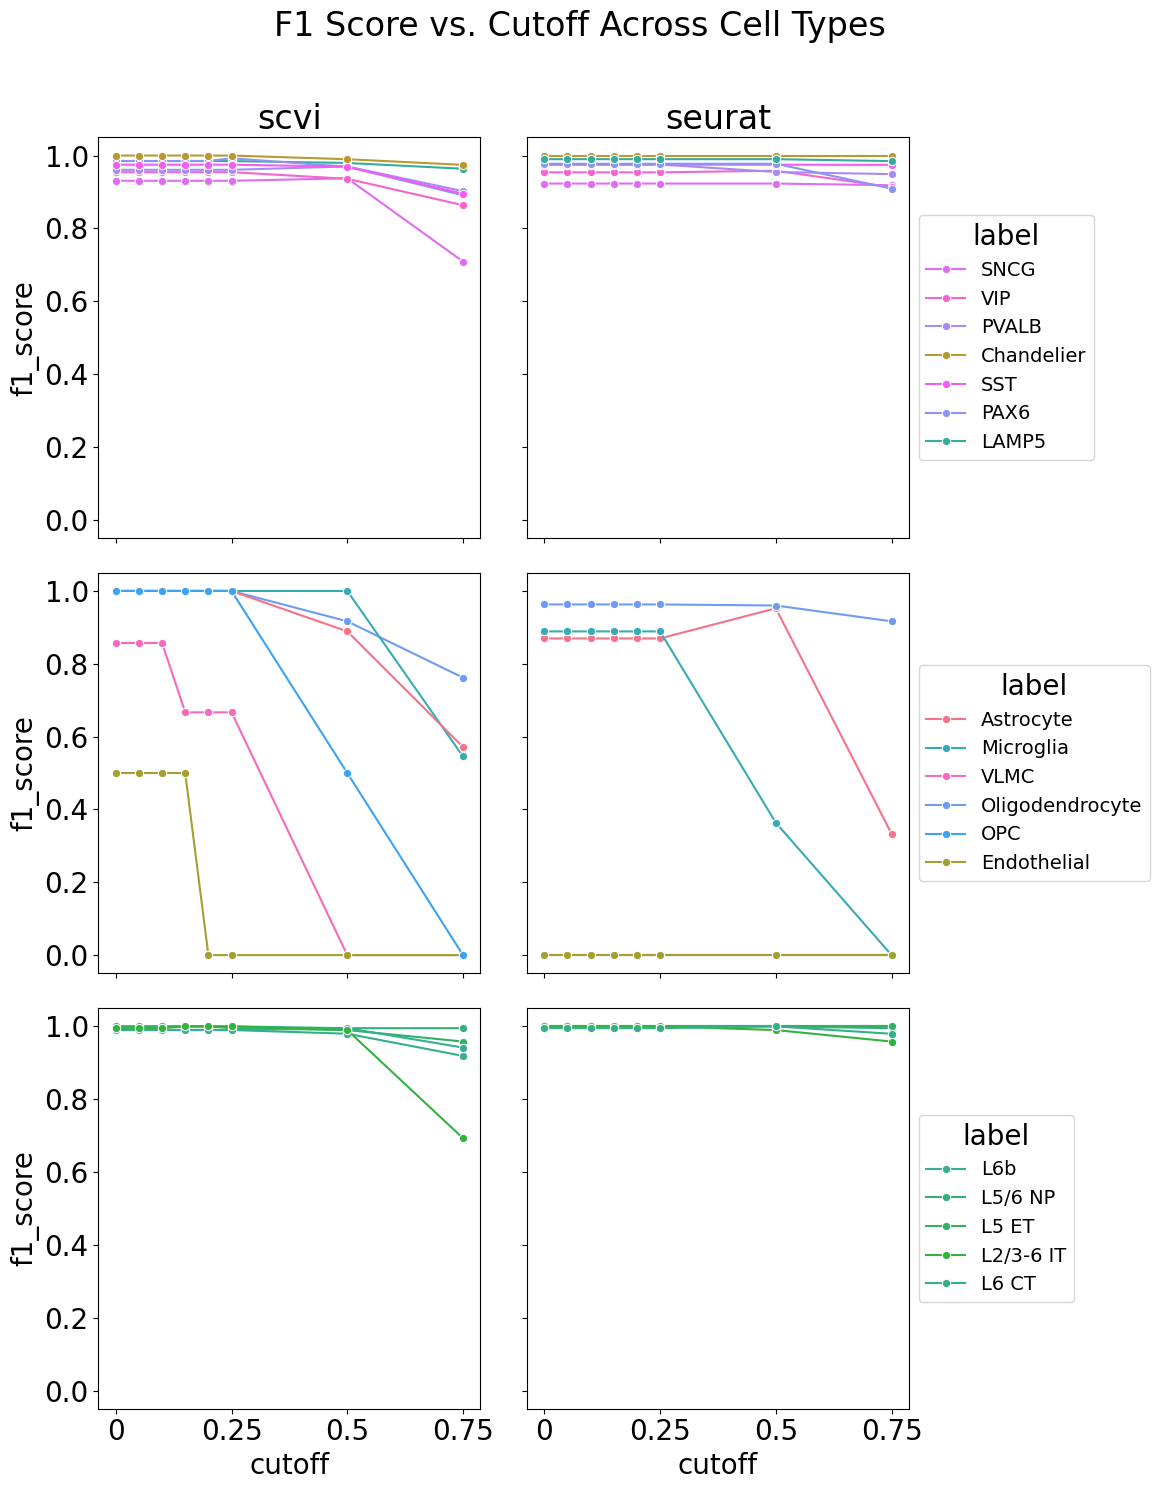 F1 Score vs. Cutoff Across Cell Types
scvi
seurat
1.0
0.8
0.6
0.4
0.2
0.0
f1_score
label
SNCG
VIP
PVALB
Chandelier
SST
PAX6
LAMP5
1.0
0.8
0.6
0.4
0.2
0.0
f1_score
label
Astrocyte
Microglia
VLMC
Oligodendrocyte
OPC
Endothelial
1.0
0.8
0.6
0.4
0.2
0.0
f1_score
label
L6b
L5/6 NP
L5 ET
L2/3-6 IT
L6 CT
0 0.25 0.5 0.75
0 0.25 0.5 0.75
cutoff
cutoff